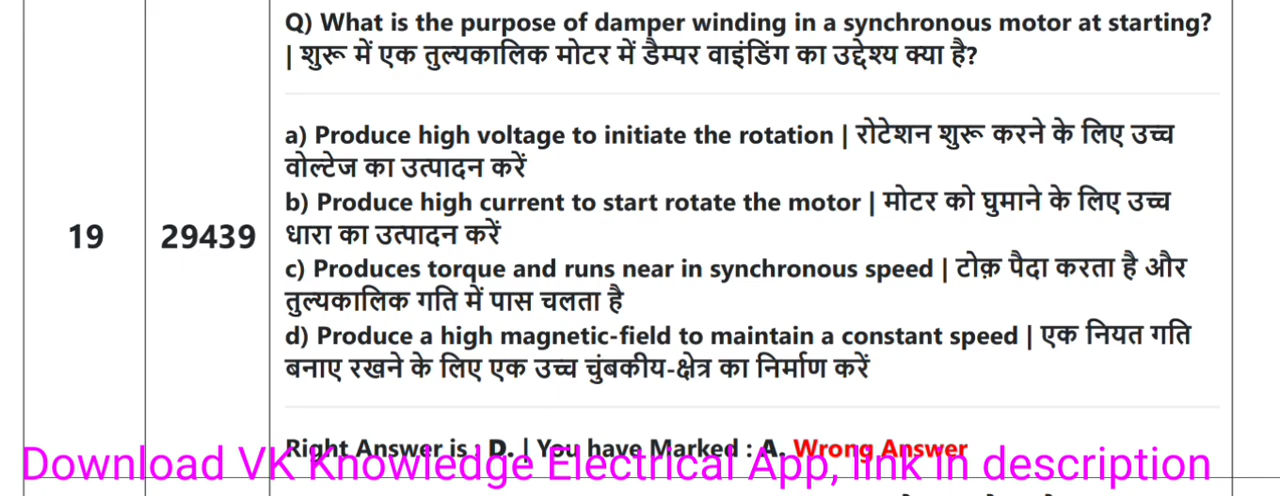 Q) What is the purpose of damper winding in a synchronous motor at starting?
| शुरू में एक तुल्यकालिक मोटर में डैम्पर वाइंडिंग का उद्देश्य क्या है?
a) Produce high voltage to initiate the rotation | रोटेशन शुरू करने के लिए उच्च
वोल्टेज का उत्पादन करें
b) Produce high current to start rotate the motor | मोटर को घुमाने के लिए उच्च
19 29439
धारा का उत्पादन करें
c) Produces torque and runs near in synchronous speed | टोक़ पैदा करता है और
तुल्यकालिक गति में पास चलता है
d) Produce a high magnetic-field to maintain a constant speed | एक नियत गति
बनाए रखने के लिए एक उच्च चुंबकीय-क्षेत्र का निर्माण करें
Right Answer is : D. | You have Marked : A. Wrong Answer
Download VK Knowledge Electrical App, link in description